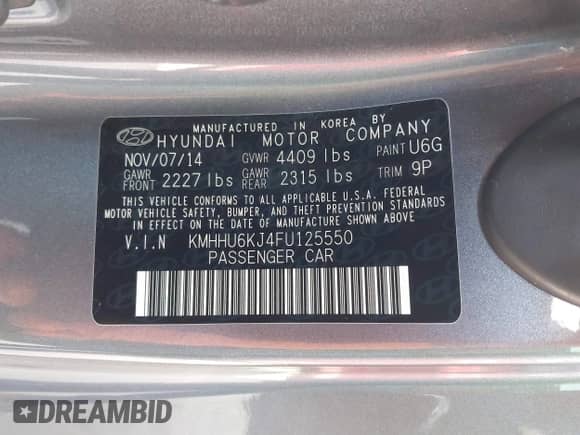 MANUFACTURED IN KOREA BY
HYUNDAI MOTOR COMPANY
NOV/07/14 GVWR 4409 lbs PAINT U6G
GAWR FRONT 2227 lbs GAWR REAR 2315 lbs TRIM 9P
THIS VEHICLE CONFORMS TO ALL APPLICABLE U.S.A. FEDERAL
MOTOR VEHICLE SAFETY, BUMPER, AND THEFT PREVENTION STANDARDS
IN EFFECT ON THE DATE OF MANUFACTURE SHOWN ABOVE
V.I.N KMHHU6KJ4FU125550
PASSENGER CAR
DREAMBID